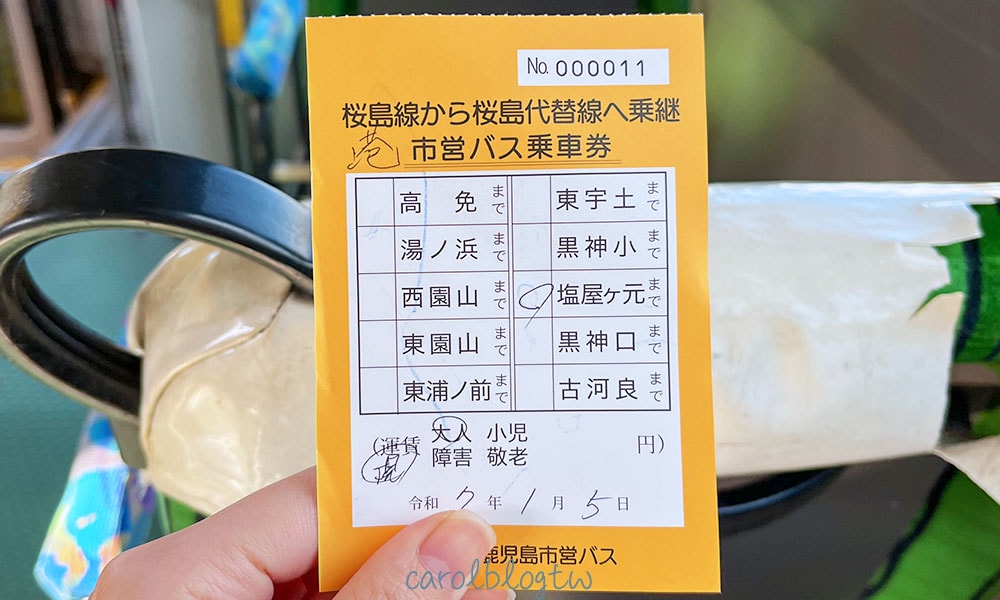 No. 000011
桜島線から桜島代替線へ乗継
港 市営バス乗車券
高免まで 東宇土まで
湯ノ浜まで 黒神小まで
西園山まで 塩屋ヶ元まで
東園山まで 黒神口まで
東浦ノ前まで 古河良まで
(運賃 大人 小児 円)
障害 敬老
令和 7 年 1 月 5 日
鹿児島市営バス
carolblogtw